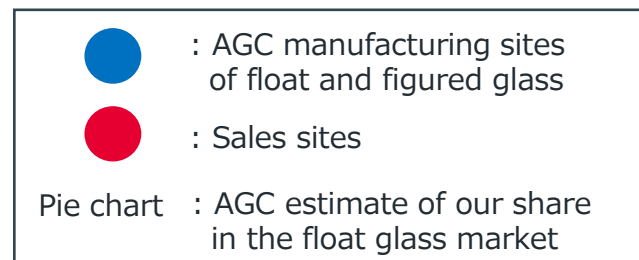 : AGC manufacturing sites
of float and figured glass
: Sales sites
Pie chart : AGC estimate of our share
in the float glass market